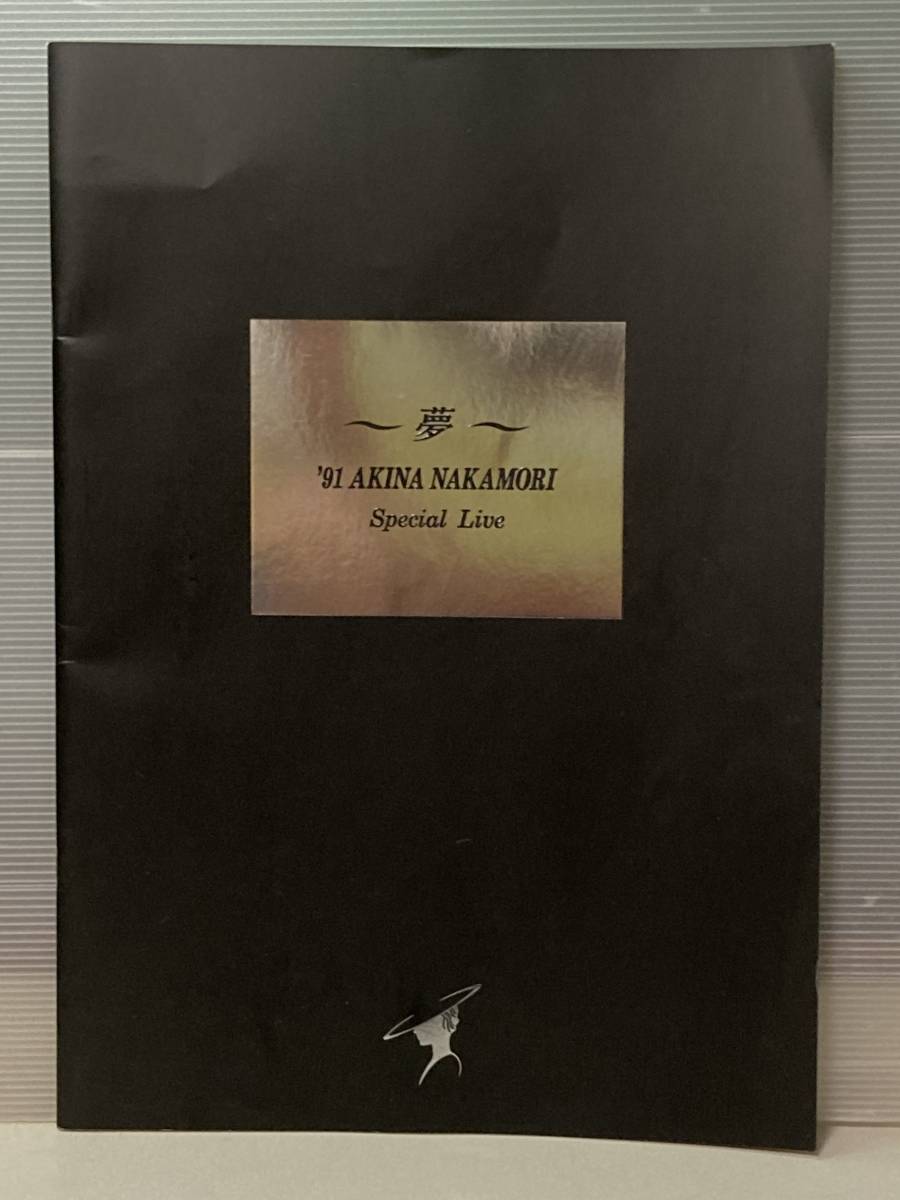 ～夢～
'91 AKINA NAKAMORI
Special Live